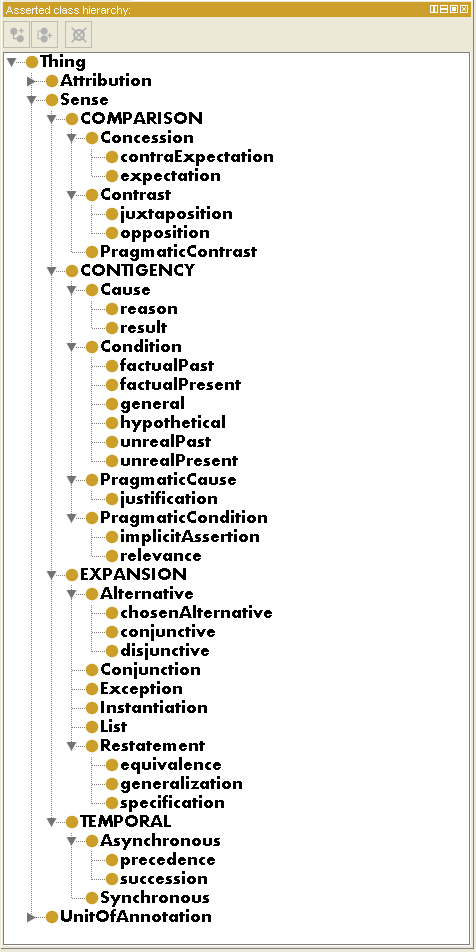 Asserted class hierarchy:
Thing
Attribution
Sense
COMPARISON
Concession
contraExpectation
expectation
Contrast
juxtaposition
opposition
PragmaticContrast
CONTIGENCY
Cause
reason
result
Condition
factualPast
factualPresent
general
hypothetical
unrealPast
unrealPresent
PragmaticCause
justification
PragmaticCondition
implicitAssertion
relevance
EXPANSION
Alternative
chosenAlternative
conjunctive
disjunctive
Conjunction
Exception
Instantiation
List
Restatement
equivalence
generalization
specification
TEMPORAL
Asynchronous
precedence
succession
Synchronous
UnitOfAnnotation